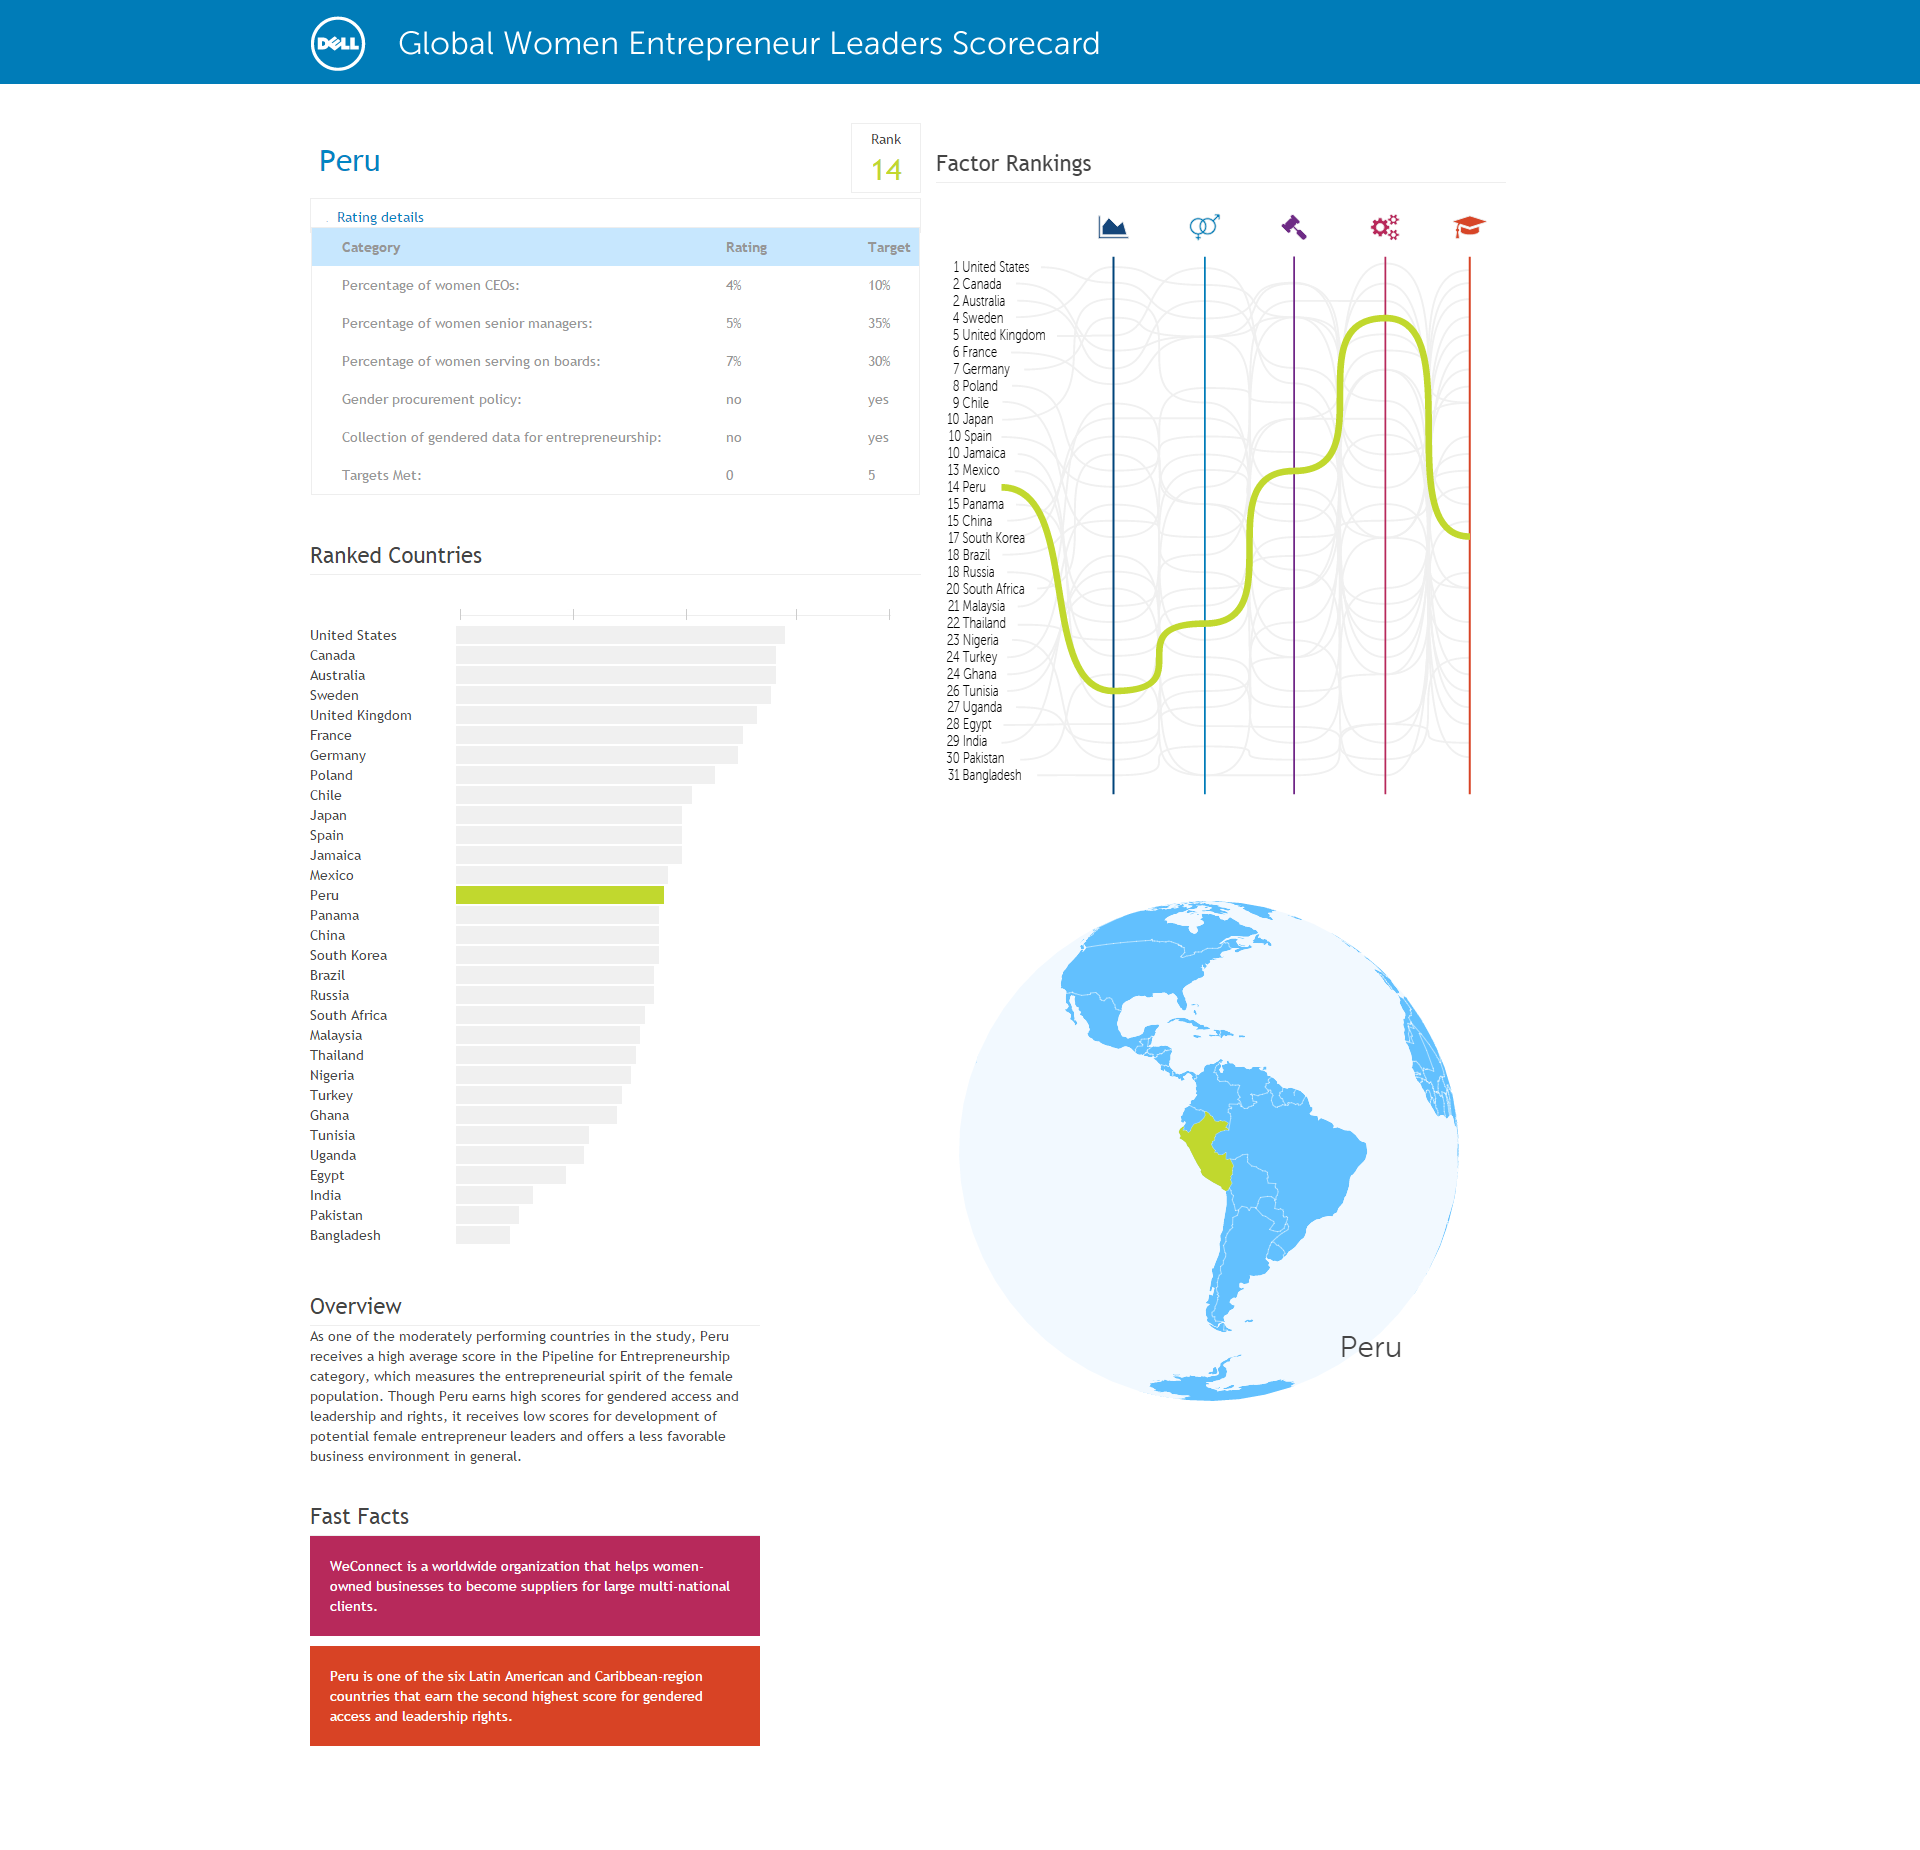 DELL
Global Women Entrepreneur Leaders Scorecard
Peru
Rank
14
Rating details
Category Rating Target
Percentage of women CEOs: 4% 10%
Percentage of women senior managers: 5% 35%
Percentage of women serving on boards: 7% 30%
Gender procurement policy: no yes
Collection of gendered data for entrepreneurship: no yes
Targets Met: 0 5
Ranked Countries
United States
Canada
Australia
Sweden
United Kingdom
France
Germany
Poland
Chile
Japan
Spain
Jamaica
Mexico
Peru
Panama
China
South Korea
Brazil
Russia
South Africa
Malaysia
Thailand
Nigeria
Turkey
Ghana
Tunisia
Uganda
Egypt
India
Pakistan
Bangladesh
Overview
As one of the moderately performing countries in the study, Peru
receives a high average score in the Pipeline for Entrepreneurship
category, which measures the entrepreneurial spirit of the female
population. Though Peru earns high scores for gendered access and
leadership and rights, it receives low scores for development of
potential female entrepreneur leaders and offers a less favorable
business environment in general.
Fast Facts
WeConnect is a worldwide organization that helps women-
owned businesses to become suppliers for large multi-national
clients.
Peru is one of the six Latin American and Caribbean-region
countries that earn the second highest score for gendered
access and leadership rights.
Factor Rankings
1 United States
2 Canada
2 Australia
4 Sweden
5 United Kingdom
6 France
7 Germany
8 Poland
9 Chile
10 Japan
10 Spain
10 Jamaica
13 Mexico
14 Peru
15 Panama
15 China
17 South Korea
18 Brazil
18 Russia
20 South Africa
21 Malaysia
22 Thailand
23 Nigeria
24 Turkey
24 Ghana
26 Tunisia
27 Uganda
28 Egypt
29 India
30 Pakistan
31 Bangladesh
Peru